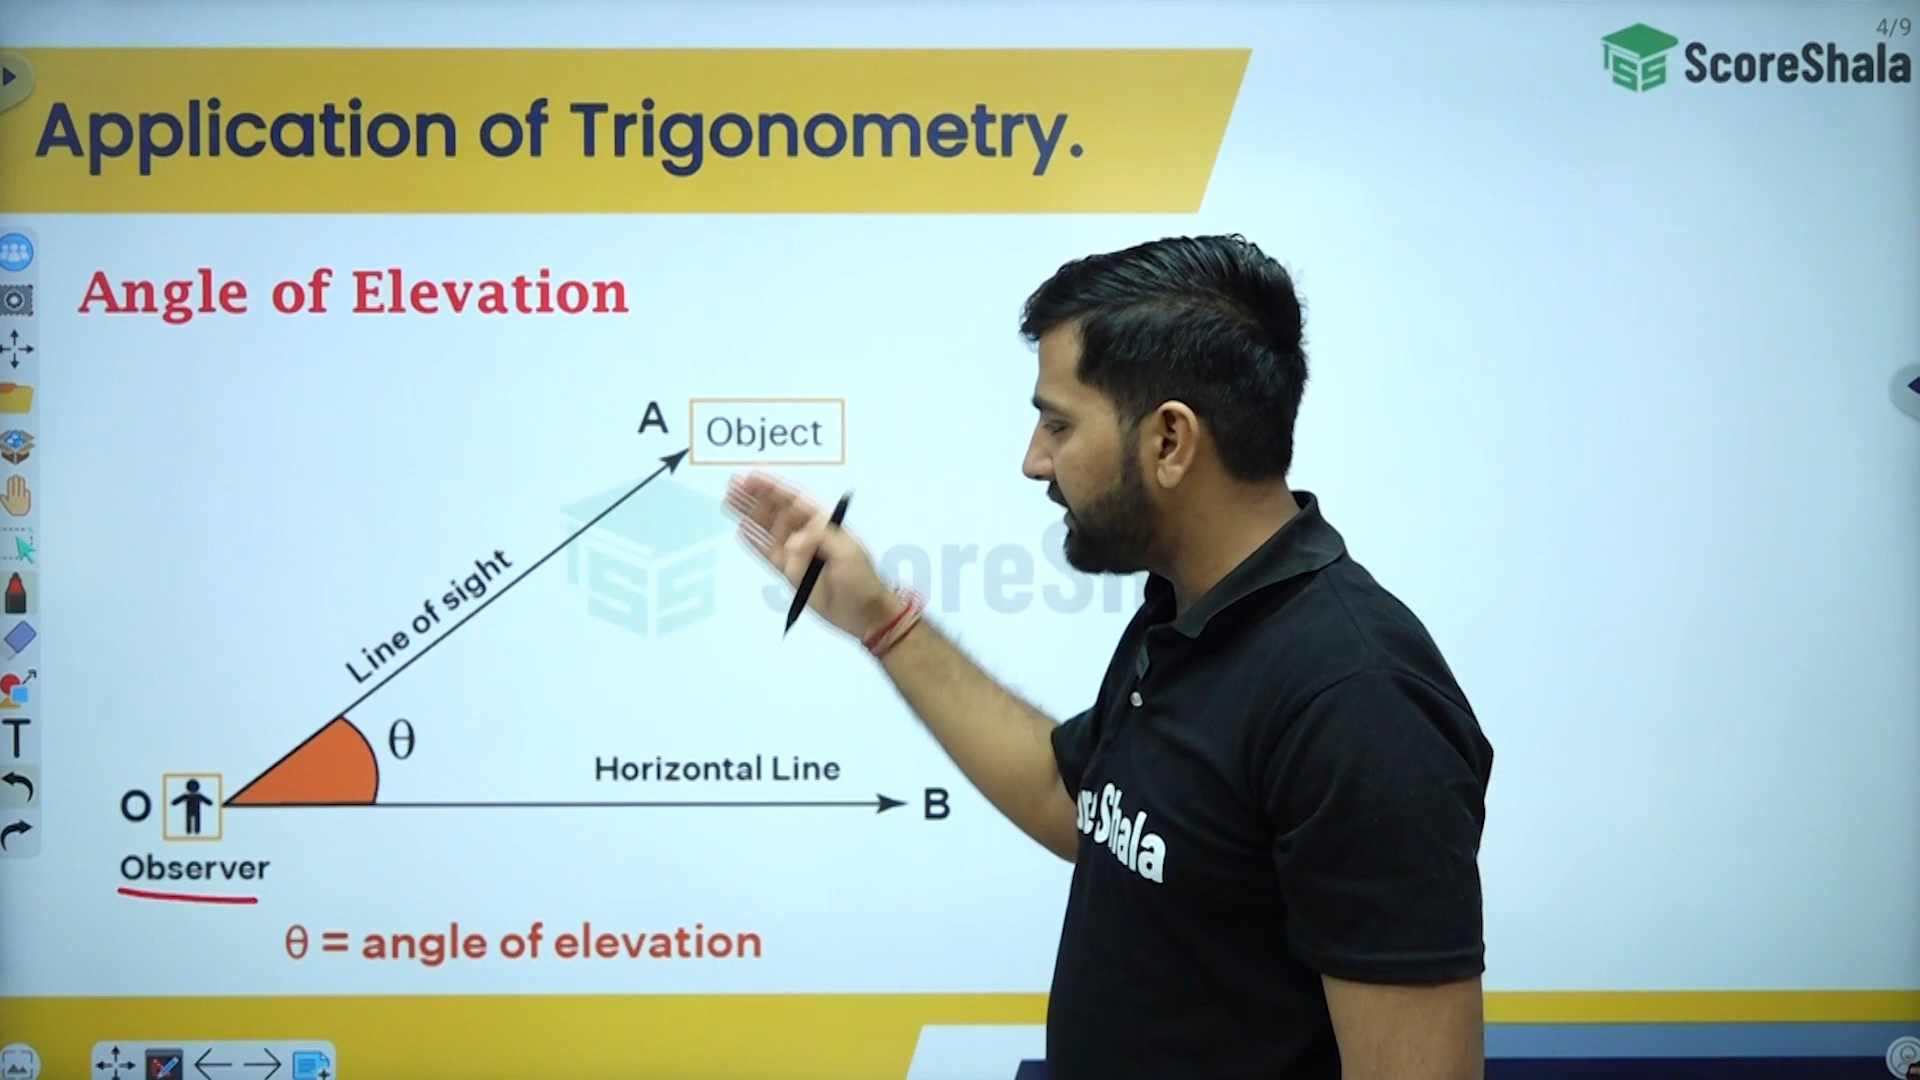 4/9
ScoreShala
Application of Trigonometry.
Angle of Elevation
A
Object
Line of sight
θ
Horizontal Line
O
B
Observer
θ = angle of elevation
Shala
T